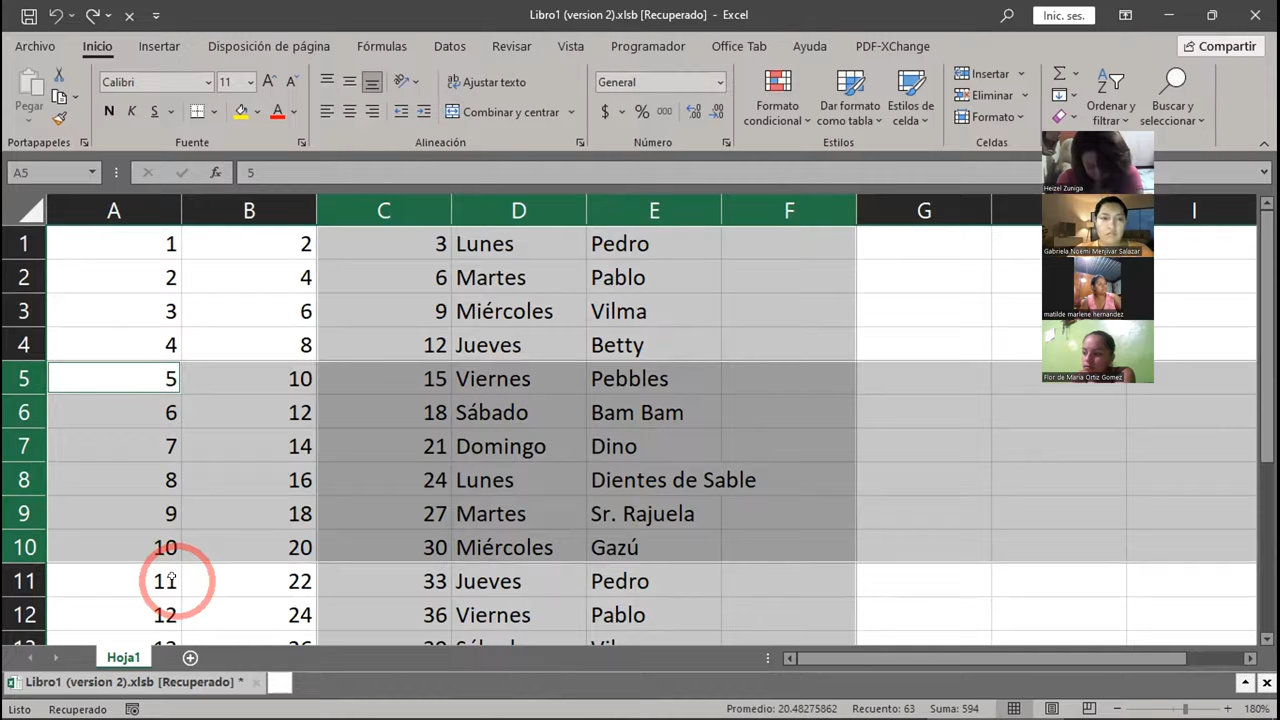 Libro1 (version 2).xlsb [Recuperado] - Excel
Inic. ses.
Archivo Inicio Insertar Disposición de página Fórmulas Datos Revisar Vista Programador Office Tab Ayuda PDF-XChange Compartir
Pegar
Calibri 11
N K S
Ajustar texto
Combinar y centrar
General
$ % 000
Formato condicional
Dar formato como tabla
Estilos de celda
Insertar
Eliminar
Formato
Ordenar y filtrar
Buscar y seleccionar
Portapapeles Fuente Alineación Número Estilos Celdas
A5 fx 5
A B C D E F G I
1 1 2 3 Lunes Pedro
2 2 4 6 Martes Pablo
3 3 6 9 Miércoles Vilma
4 4 8 12 Jueves Betty
5 5 10 15 Viernes Pebbles
6 6 12 18 Sábado Bam Bam
7 7 14 21 Domingo Dino
8 8 16 24 Lunes Dientes de Sable
9 9 18 27 Martes Sr. Rajuela
10 10 20 30 Miércoles Gazú
11 11 22 33 Jueves Pedro
12 12 24 36 Viernes Pablo
Heizel Zuniga
Gabriela Noemi Menjivar Salazar
matilde marlene hernandez
Flor de Maria Ortiz Gomez
Hoja1
Libro1 (version 2).xlsb [Recuperado] *
Listo Recuperado Promedio: 20.48275862 Recuento: 63 Suma: 594 180%